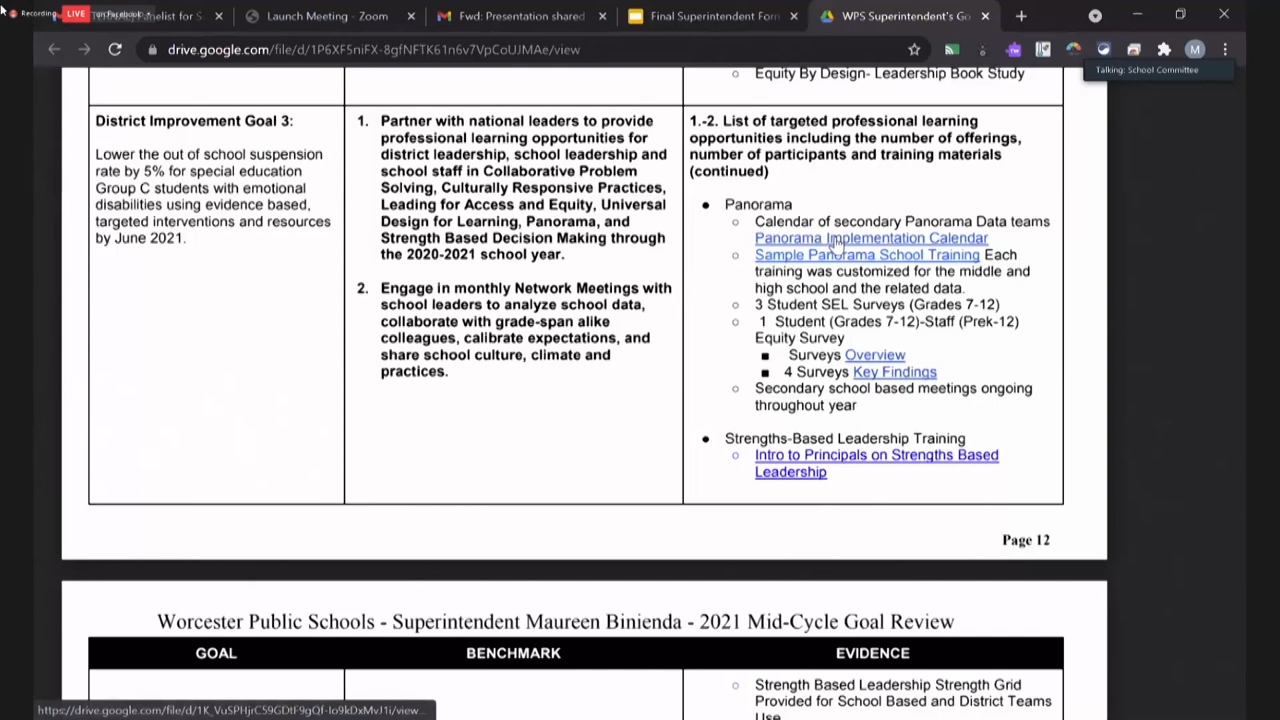 Recording
LIVE on Facebook
Panelist for S
Launch Meeting - Zoom
Fwd: Presentation shared
Final Superintendent Form
WPS Superintendent's Go
drive.google.com/file/d/1P6XF5niFX-8gfNFTK61n6v7VpCoUJMAe/view
M
Talking: School Committee
Equity By Design- Leadership Book Study
District Improvement Goal 3:
Lower the out of school suspension
rate by 5% for special education
Group C students with emotional
disabilities using evidence based,
targeted interventions and resources
by June 2021.
1. Partner with national leaders to provide
professional learning opportunities for
district leadership, school leadership and
school staff in Collaborative Problem
Solving, Culturally Responsive Practices,
Leading for Access and Equity, Universal
Design for Learning, Panorama, and
Strength Based Decision Making through
the 2020-2021 school year.
2. Engage in monthly Network Meetings with
school leaders to analyze school data,
collaborate with grade-span alike
colleagues, calibrate expectations, and
share school culture, climate and
practices.
1.-2. List of targeted professional learning
opportunities including the number of offerings,
number of participants and training materials
(continued)
Panorama
Calendar of secondary Panorama Data teams
Panorama Implementation Calendar
Sample Panorama School Training Each
training was customized for the middle and
high school and the related data.
3 Student SEL Surveys (Grades 7-12)
1 Student (Grades 7-12)-Staff (Prek-12)
Equity Survey
Surveys Overview
4 Surveys Key Findings
Secondary school based meetings ongoing
throughout year
Strengths-Based Leadership Training
Intro to Principals on Strengths Based
Leadership
Page 12
Worcester Public Schools - Superintendent Maureen Binienda - 2021 Mid-Cycle Goal Review
GOAL
BENCHMARK
EVIDENCE
Strength Based Leadership Strength Grid
Provided for School Based and District Teams
Use